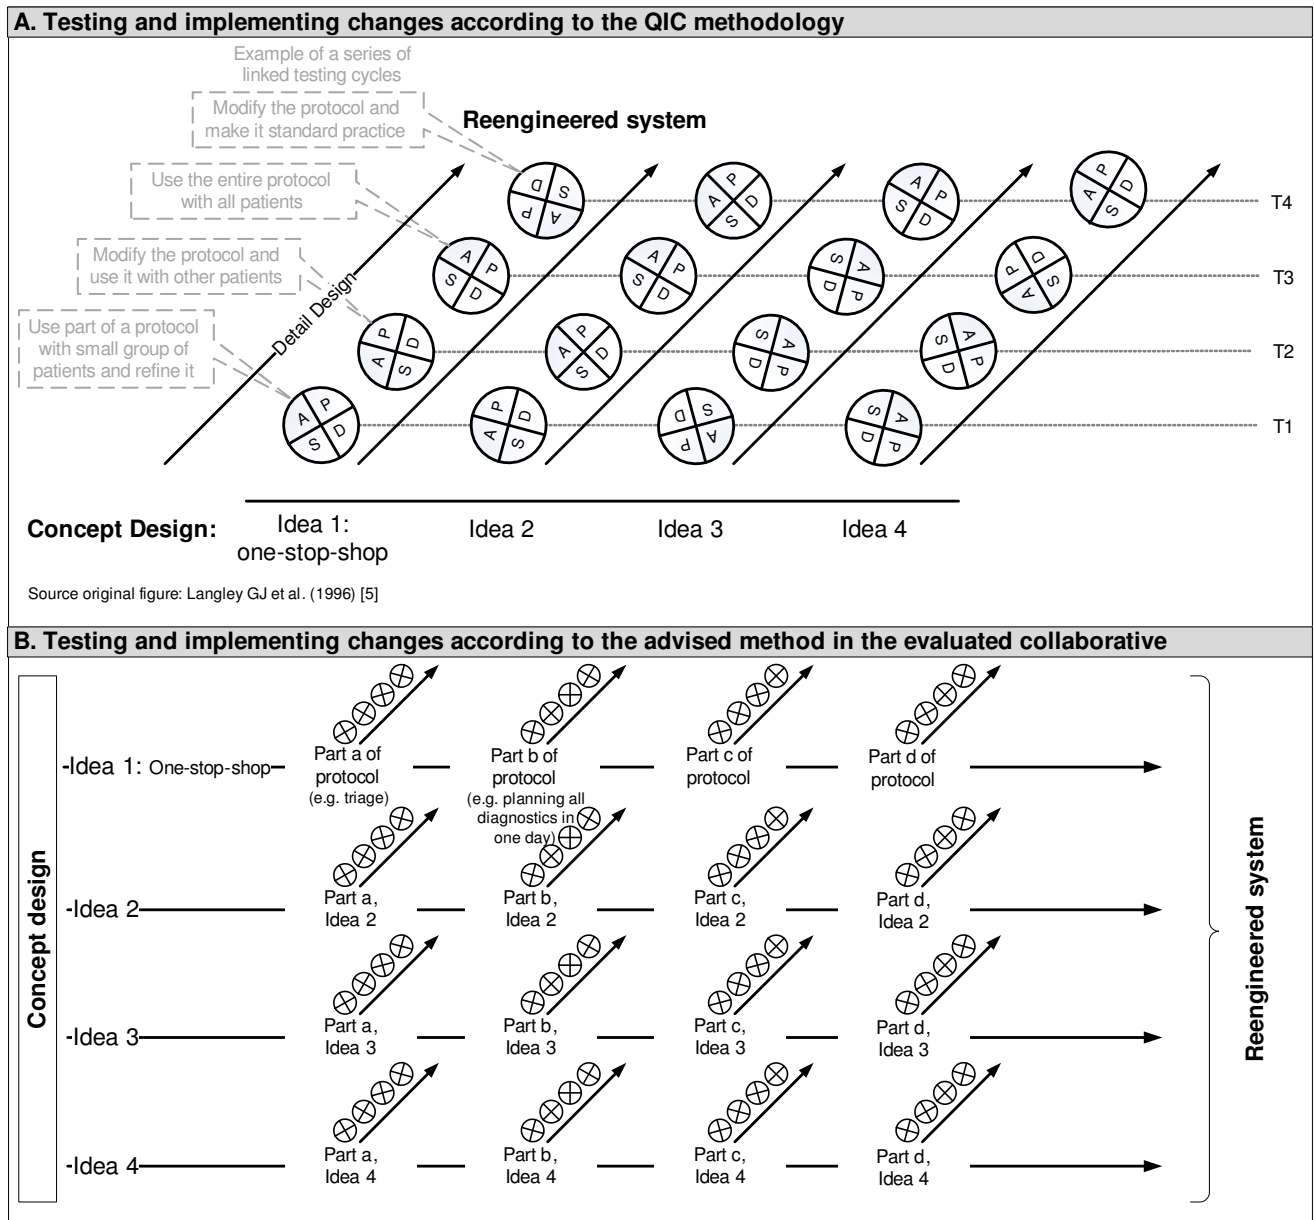 A. Testing and implementing changes according to the QIC methodology
Example of a series of
linked testing cycles
Modify the protocol and
make it standard practice
Reengineered system
Use the entire protocol
with all patients
Modify the protocol and
use it with other patients
Use part of a protocol
with small group of
patients and refine it
Detail Design
P D S A
P D S A
P D S A
P D S A
T4
P D S A
P D S A
P D S A
P D S A
T3
P D S A
P D S A
P D S A
P D S A
T2
P D S A
P D S A
P D S A
P D S A
T1
Concept Design:
Idea 1:
one-stop-shop
Idea 2
Idea 3
Idea 4
Source original figure: Langley GJ et al. (1996) [5]
B. Testing and implementing changes according to the advised method in the evaluated collaborative
Concept design
Idea 1: One-stop-shop
Part a of
protocol
(e.g. triage)
Part b of
protocol
(e.g. planning all
diagnostics in
one day)
Part c of
protocol
Part d of
protocol
Idea 2
Part a,
Idea 2
Part b,
Idea 2
Part c,
Idea 2
Part d,
Idea 2
Idea 3
Part a,
Idea 3
Part b,
Idea 3
Part c,
Idea 3
Part d,
Idea 3
Idea 4
Part a,
Idea 4
Part b,
Idea 4
Part c,
Idea 4
Part d,
Idea 4
Reengineered system